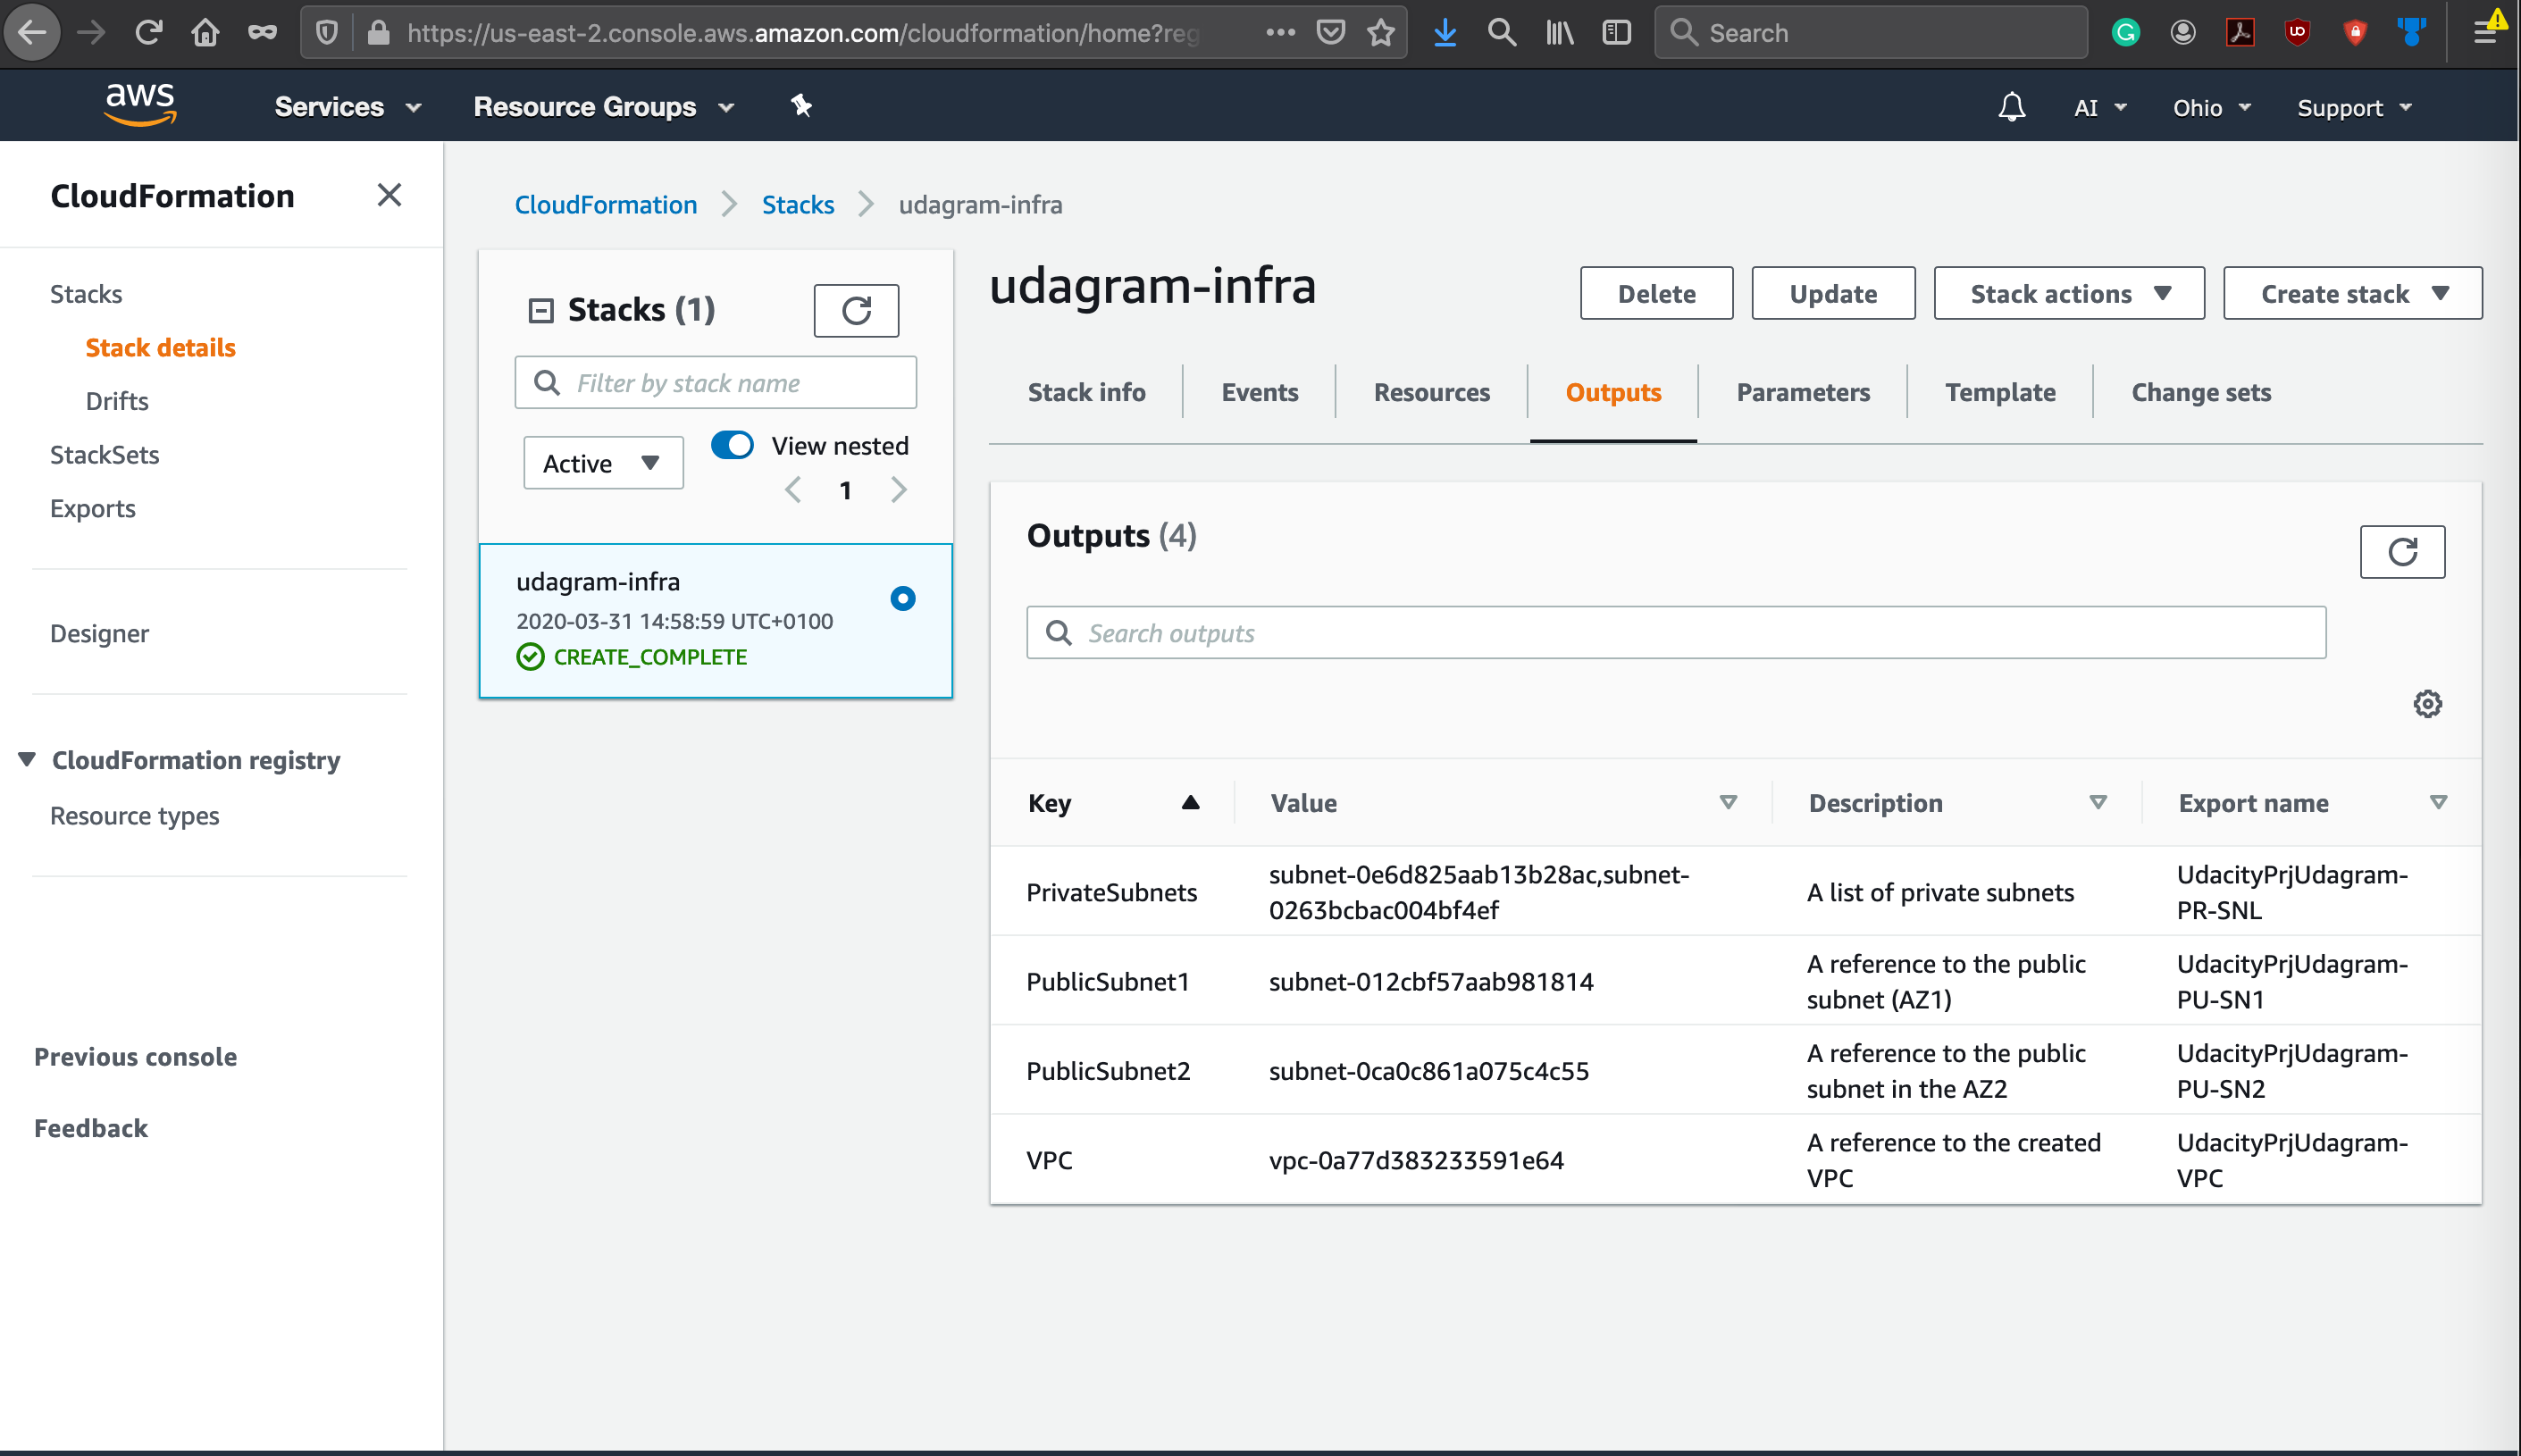 https://us-east-2.console.aws.amazon.com/cloudformation/home?reg
Search
aws
Services
Resource Groups
AI
Ohio
Support
CloudFormation
Stacks
Stack details
Drifts
StackSets
Exports
Designer
CloudFormation registry
Resource types
Previous console
Feedback
CloudFormation
Stacks
udagram-infra
Stacks (1)
Filter by stack name
Active
View nested
1
udagram-infra
2020-03-31 14:58:59 UTC+0100
CREATE_COMPLETE
udagram-infra
Delete
Update
Stack actions
Create stack
Stack info
Events
Resources
Outputs
Parameters
Template
Change sets
Outputs (4)
Search outputs
Key
Value
Description
Export name
PrivateSubnets
subnet-0e6d825aab13b28ac,subnet-
0263bcbac004bf4ef
A list of private subnets
UdacityPrjUdagram-
PR-SNL
PublicSubnet1
subnet-012cbf57aab981814
A reference to the public
subnet (AZ1)
UdacityPrjUdagram-
PU-SN1
PublicSubnet2
subnet-0ca0c861a075c4c55
A reference to the public
subnet in the AZ2
UdacityPrjUdagram-
PU-SN2
VPC
vpc-0a77d383233591e64
A reference to the created
VPC
UdacityPrjUdagram-
VPC